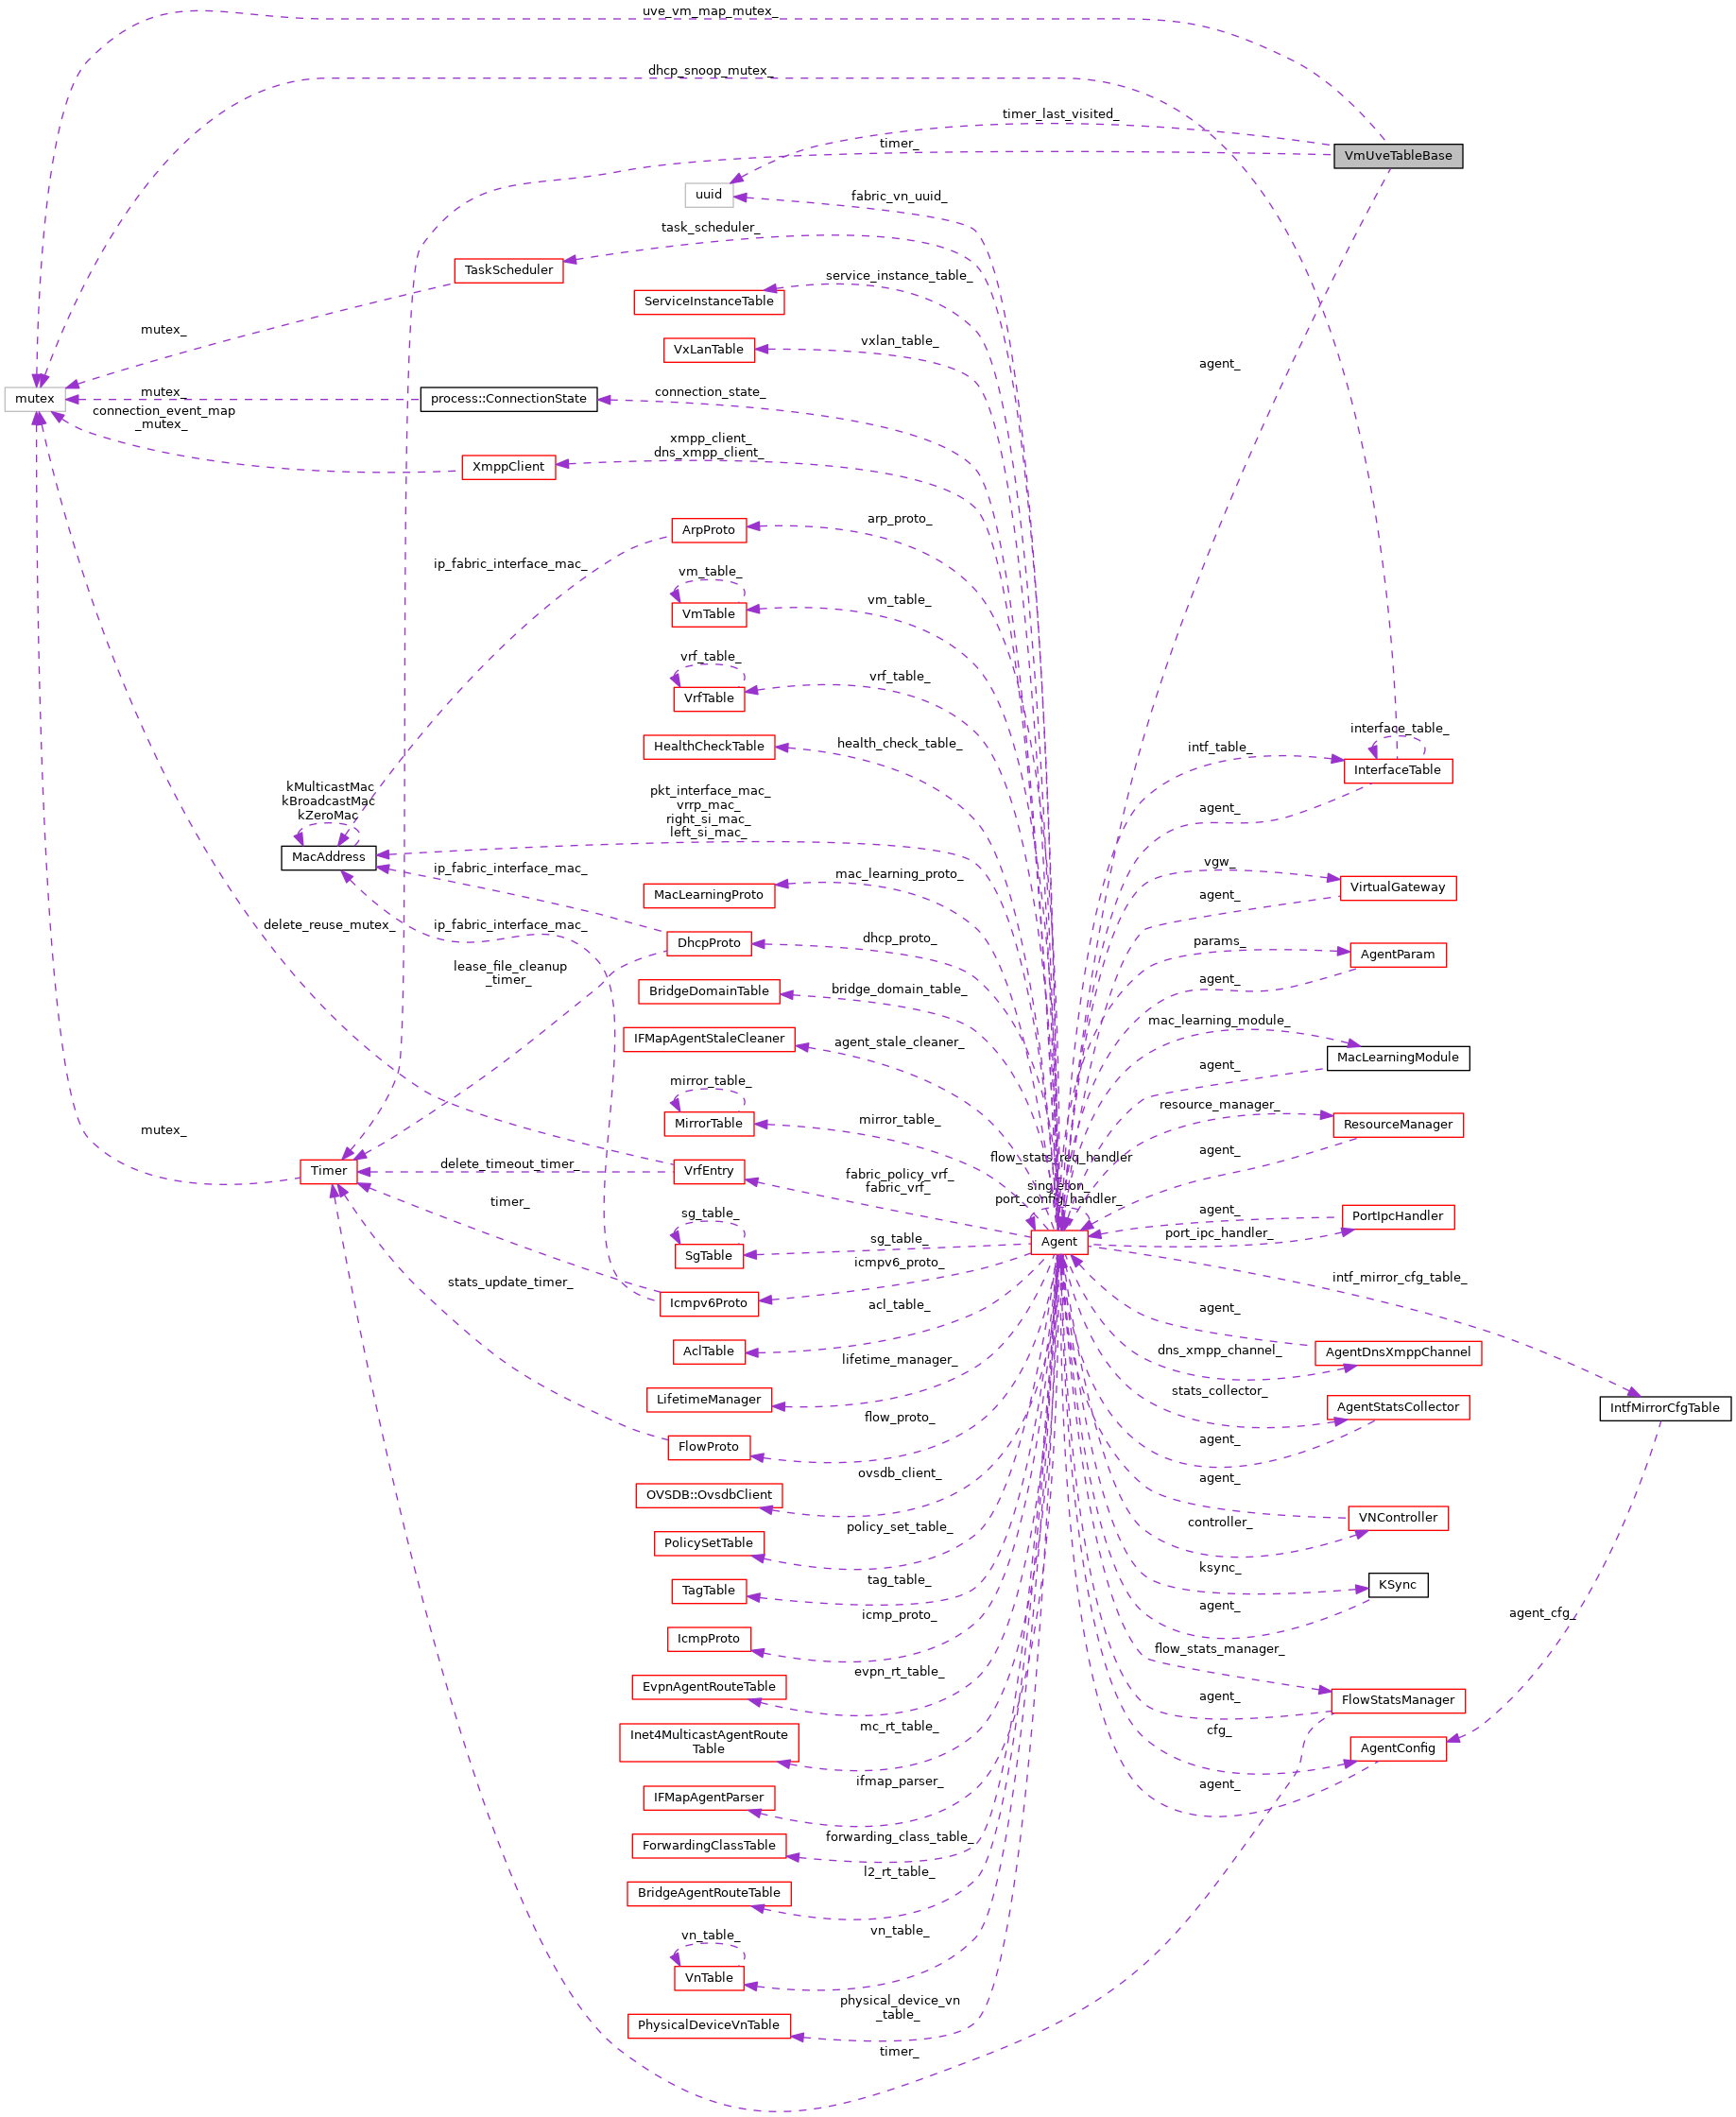 uve_vm_map_mutex_
dhcp_snoop_mutex_
timer_last_visited_
timer_
VmUveTableBase
uuid
fabric_vn_uuid_
task_scheduler_
TaskScheduler
service_instance_table_
ServiceInstanceTable
mutex_
vxlan_table_
VxLanTable
agent_
mutex
mutex_
process::ConnectionState
connection_state_
connection_event_map
_mutex_
xmpp_client_
dns_xmpp_client_
XmppClient
arp_proto_
ArpProto
ip_fabric_interface_mac_
vm_table_
vm_table_
VmTable
vrf_table_
vrf_table_
VrfTable
health_check_table_
HealthCheckTable
intf_table_
interface_table_
InterfaceTable
agent_
kMulticastMac
kBroadcastMac
kZeroMac
MacAddress
pkt_interface_mac_
vrrp_mac_
right_si_mac_
left_si_mac_
ip_fabric_interface_mac_
mac_learning_proto_
MacLearningProto
vgw_
VirtualGateway
agent_
delete_reuse_mutex_
ip_fabric_interface_mac_
DhcpProto
dhcp_proto_
params_
AgentParam
agent_
lease_file_cleanup
_timer_
BridgeDomainTable
bridge_domain_table_
IFMapAgentStaleCleaner
agent_stale_cleaner_
mac_learning_module_
MacLearningModule
agent_
mirror_table_
mirror_table_
MirrorTable
resource_manager_
ResourceManager
agent_
mutex_
Timer
delete_timeout_timer_
VrfEntry
fabric_policy_vrf_
fabric_vrf_
flow_stats_req_handler
singleton_
port_config_handler_
Agent
timer_
sg_table_
sg_table_
SgTable
agent_
PortIpcHandler
port_ipc_handler_
icmpv6_proto_
Icmpv6Proto
stats_update_timer_
intf_mirror_cfg_table_
acl_table_
AclTable
agent_
dns_xmpp_channel_
AgentDnsXmppChannel
lifetime_manager_
LifetimeManager
stats_collector_
AgentStatsCollector
agent_
IntfMirrorCfgTable
flow_proto_
FlowProto
ovsdb_client_
OVSDB::OvsdbClient
agent_
VNController
controller_
policy_set_table_
PolicySetTable
tag_table_
TagTable
ksync_
KSync
agent_
icmp_proto_
IcmpProto
agent_cfg_
evpn_rt_table_
EvpnAgentRouteTable
flow_stats_manager_
FlowStatsManager
agent_
mc_rt_table_
Inet4MulticastAgentRoute
Table
cfg_
AgentConfig
agent_
ifmap_parser_
IFMapAgentParser
forwarding_class_table_
ForwardingClassTable
l2_rt_table_
BridgeAgentRouteTable
vn_table_
vn_table_
VnTable
physical_device_vn
_table_
PhysicalDeviceVnTable
timer_